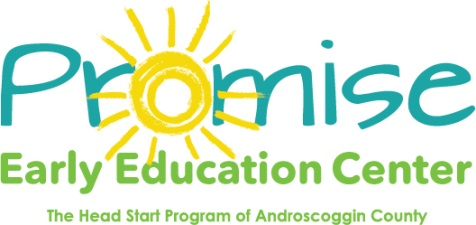 Promise
Early Education Center
The Head Start Program of Androscoggin County